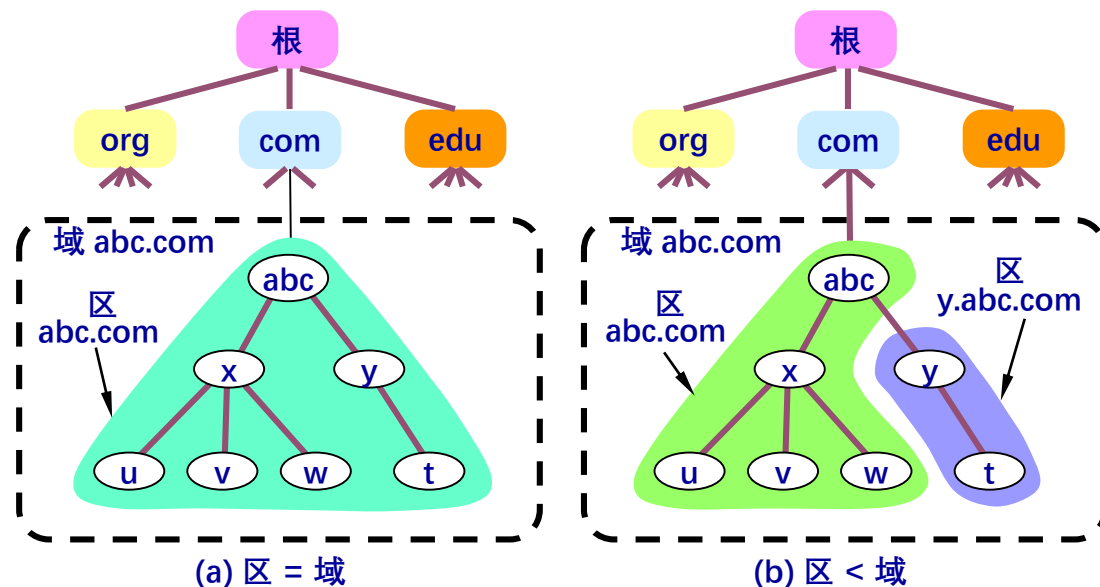 根
org
com
edu
域 abc.com
区
abc.com
abc
x
y
u
v
w
t
(a) 区 = 域
根
org
com
edu
域 abc.com
区
abc.com
区
y.abc.com
abc
x
y
u
v
w
t
(b) 区 < 域